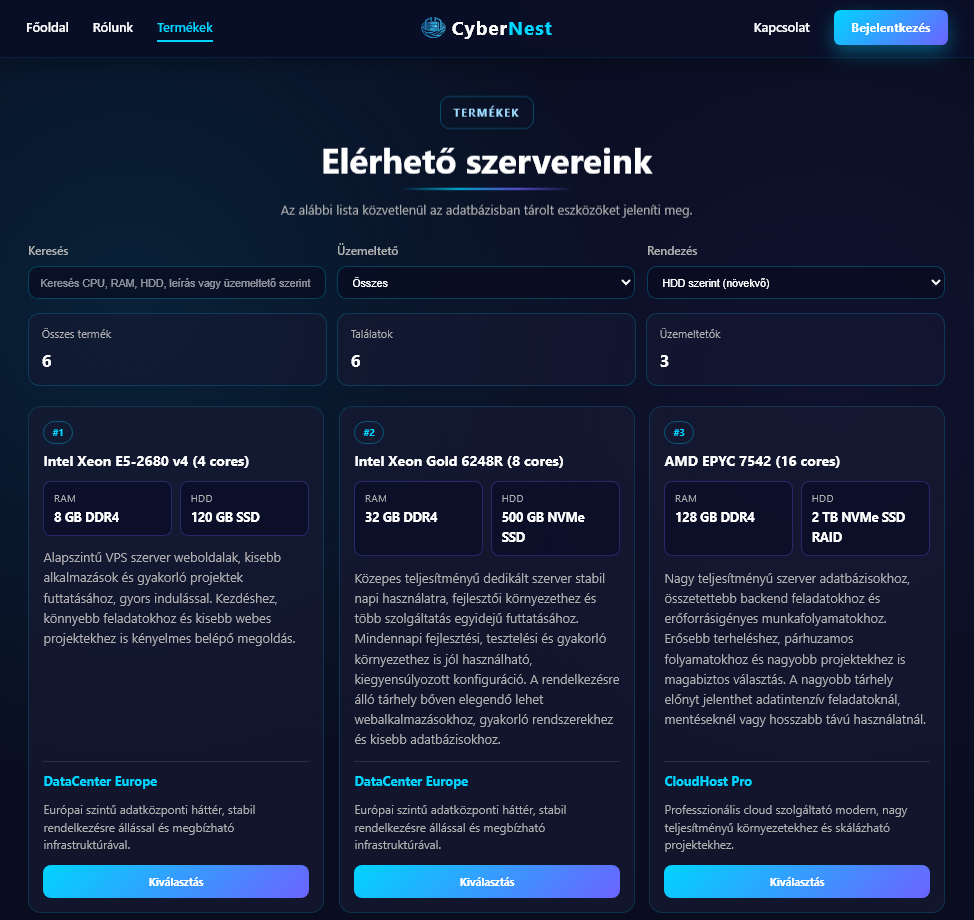 Főoldal Rólunk Termékek CyberNest Kapcsolat Bejelentkezés
TERMÉKEK
Elérhető szervereink
Az alábbi lista közvetlenül az adatbázisban tárolt eszközöket jeleníti meg.
Keresés
Keresés CPU, RAM, HDD, leírás vagy üzemeltető szerint
Üzemeltető
Összes
Rendezés
HDD szerint (növekvő)
Összes termék
6
Találatok
6
Üzemeltetők
3
#1
Intel Xeon E5-2680 v4 (4 cores)
RAM
8 GB DDR4
HDD
120 GB SSD
Alapszintű VPS szerver weboldalak, kisebb
alkalmazások és gyakorló projektek
futtatásához, gyors indulással. Kezdéshez,
könnyebb feladatokhoz és kisebb webes
projektekhez is kényelmes belépő megoldás.
DataCenter Europe
Európai szintű adatközponti háttér, stabil
rendelkezésre állással és megbízható
infrastruktúrával.
Kiválasztás
#2
Intel Xeon Gold 6248R (8 cores)
RAM
32 GB DDR4
HDD
500 GB NVMe
SSD
Közepes teljesítményű dedikált szerver stabil
napi használatra, fejlesztői környezethez és
több szolgáltatás egyidejű futtatásához.
Mindennapi fejlesztési, tesztelési és gyakorló
környezethez is jól használható,
kiegyensúlyozott konfiguráció. A rendelkezésre
álló tárhely bőven elegendő lehet
webalkalmazásokhoz, gyakorló rendszerekhez
és kisebb adatbázisokhoz.
DataCenter Europe
Európai szintű adatközponti háttér, stabil
rendelkezésre állással és megbízható
infrastruktúrával.
Kiválasztás
#3
AMD EPYC 7542 (16 cores)
RAM
128 GB DDR4
HDD
2 TB NVMe SSD
RAID
Nagy teljesítményű szerver adatbázisokhoz,
összetettebb backend feladatokhoz és
erőforrásigényes munkafolyamatokhoz.
Erősebb terheléshez, párhuzamos
folyamatokhoz és nagyobb projektekhez is
magabiztos választás. A nagyobb tárhely
előnyt jelenthet adatintenzív feladatoknál,
mentéseknél vagy hosszabb távú használatnál.
CloudHost Pro
Professzionális cloud szolgáltató modern, nagy
teljesítményű környezetekhez és skálázható
projektekhez.
Kiválasztás